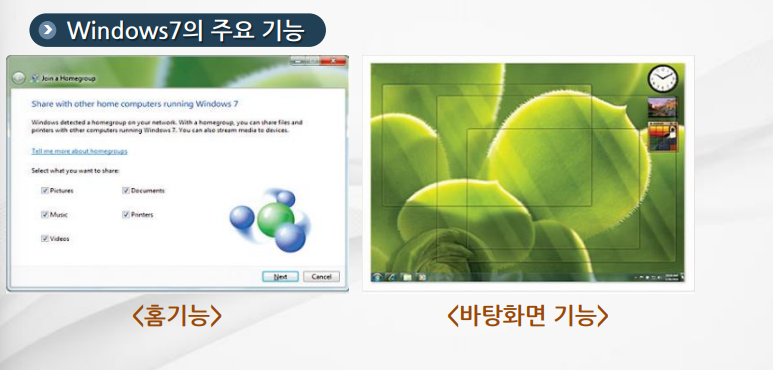 Windows7의 주요 기능
Join a Homegroup
Share with other home computers running Windows 7
Windows detected a homegroup on your network. With a homegroup, you can share files and
printers with other computers running Windows 7. You can also stream media to devices.
Tell me more about homegroups
Select what you want to share:
Pictures Documents
Music Printers
Videos
Next Cancel
<홈기능> <바탕화면 기능>